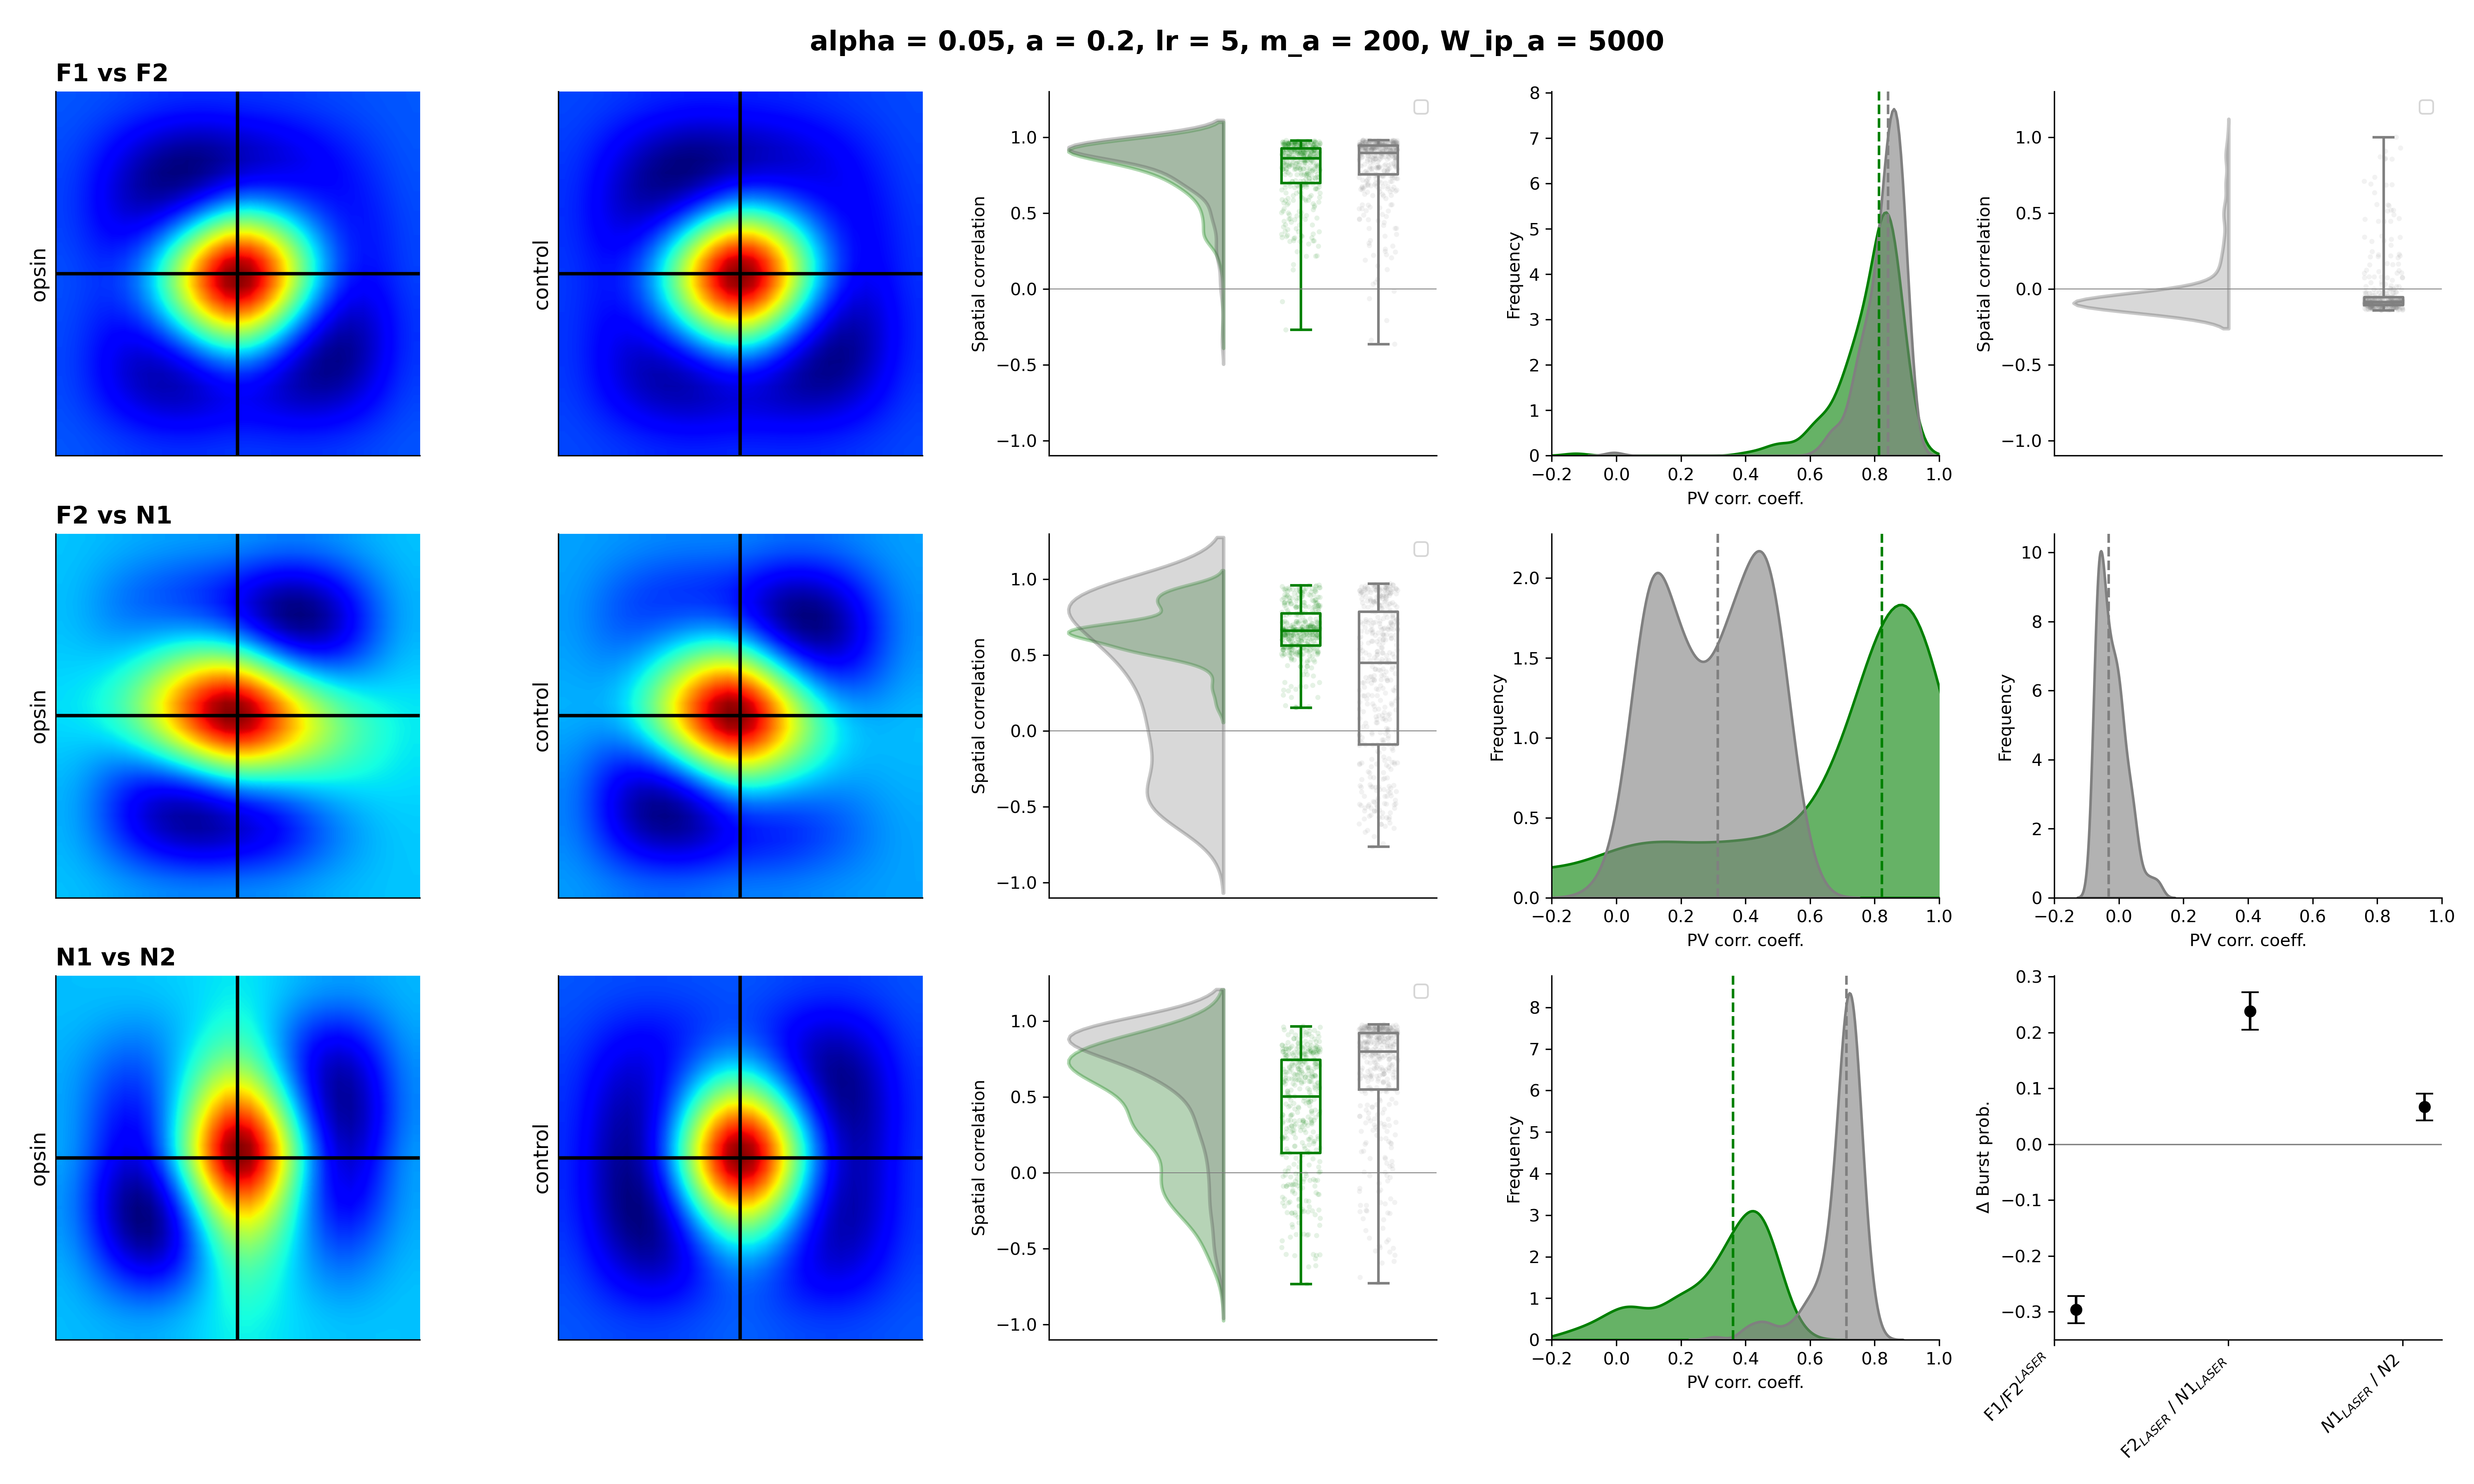 alpha = 0.05, a = 0.2, lr = 5, m_a = 200, W_ip_a = 5000
F1 vs F2
opsin
control
Spatial correlation
1.0
0.5
0.0
−0.5
−1.0
Frequency
8
7
6
5
4
3
2
1
0
−0.2 0.0 0.2 0.4 0.6 0.8 1.0
PV corr. coeff.
Spatial correlation
1.0
0.5
0.0
−0.5
−1.0
F2 vs N1
opsin
control
Spatial correlation
1.0
0.5
0.0
−0.5
−1.0
Frequency
2.0
1.5
1.0
0.5
0.0
−0.2 0.0 0.2 0.4 0.6 0.8 1.0
PV corr. coeff.
Frequency
10
8
6
4
2
0
−0.2 0.0 0.2 0.4 0.6 0.8 1.0
PV corr. coeff.
N1 vs N2
opsin
control
Spatial correlation
1.0
0.5
0.0
−0.5
−1.0
Frequency
8
7
6
5
4
3
2
1
0
−0.2 0.0 0.2 0.4 0.6 0.8 1.0
PV corr. coeff.
Δ Burst prob.
0.3
0.2
0.1
0.0
−0.1
−0.2
−0.3
F1/F2^LASER
F2_LASER / N1_LASER
N1_LASER / N2